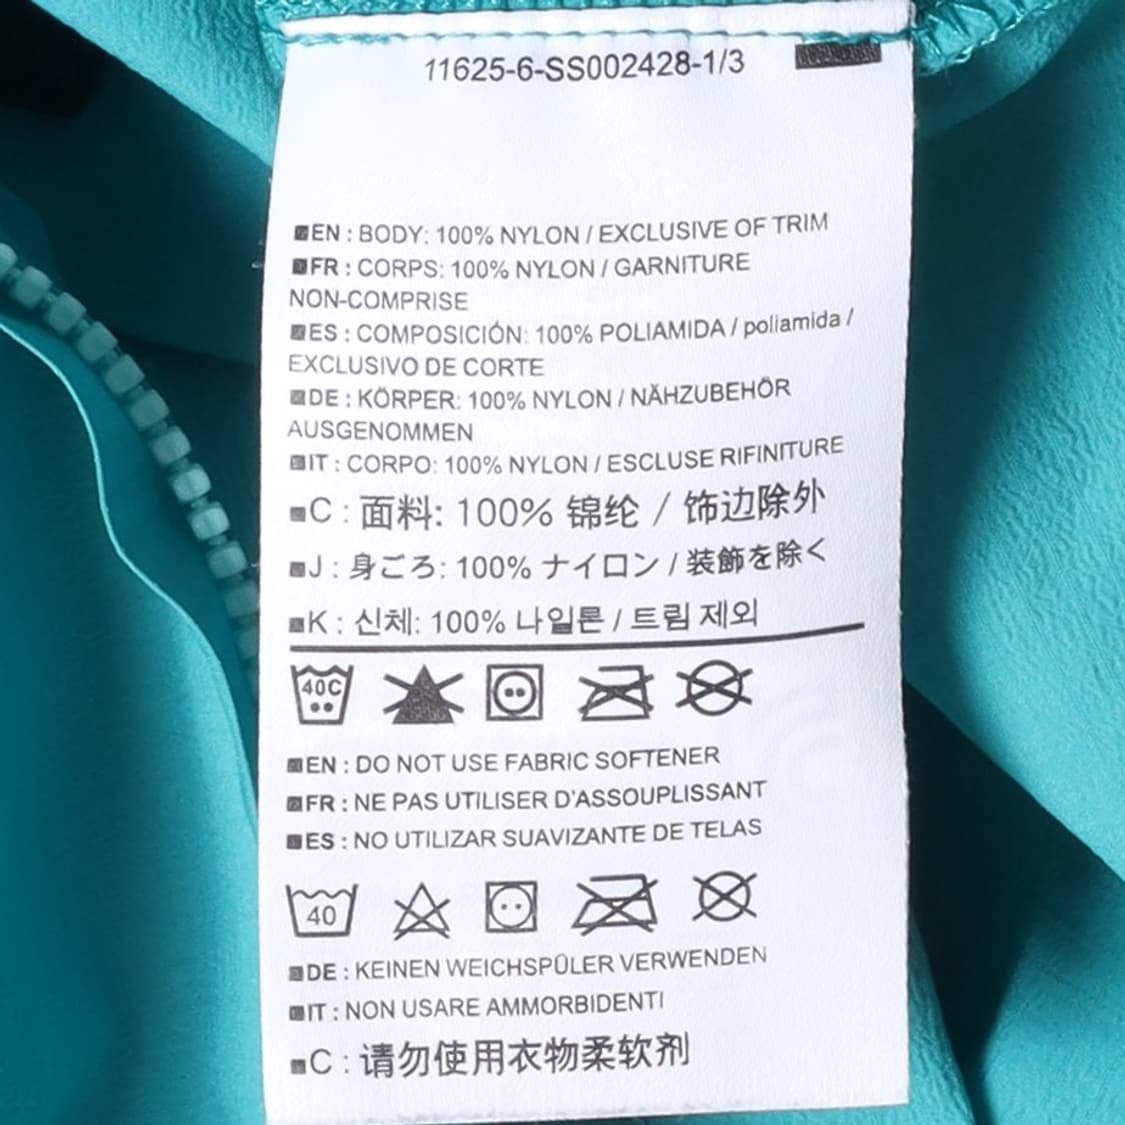 11625-6-SS002428-1/3
EN : BODY: 100% NYLON / EXCLUSIVE OF TRIM
FR : CORPS: 100% NYLON / GARNITURE
NON-COMPRISE
ES : COMPOSICIÓN: 100% POLIAMIDA / poliamida /
EXCLUSIVO DE CORTE
DE : KÖRPER: 100% NYLON / NÄHZUBEHÖR
AUSGENOMMEN
IT : CORPO: 100% NYLON / ESCLUSE RIFINITURE
C : 面料: 100% 锦纶 / 饰边除外
J : 身ごろ: 100% ナイロン / 装飾を除く
K : 신체: 100% 나일론 / 트림 제외
40C
EN : DO NOT USE FABRIC SOFTENER
FR : NE PAS UTILISER D'ASSOUPLISSANT
ES : NO UTILIZAR SUAVIZANTE DE TELAS
40
DE : KEINEN WEICHSPÜLER VERWENDEN
IT : NON USARE AMMORBIDENTI
C : 请勿使用衣物柔软剂